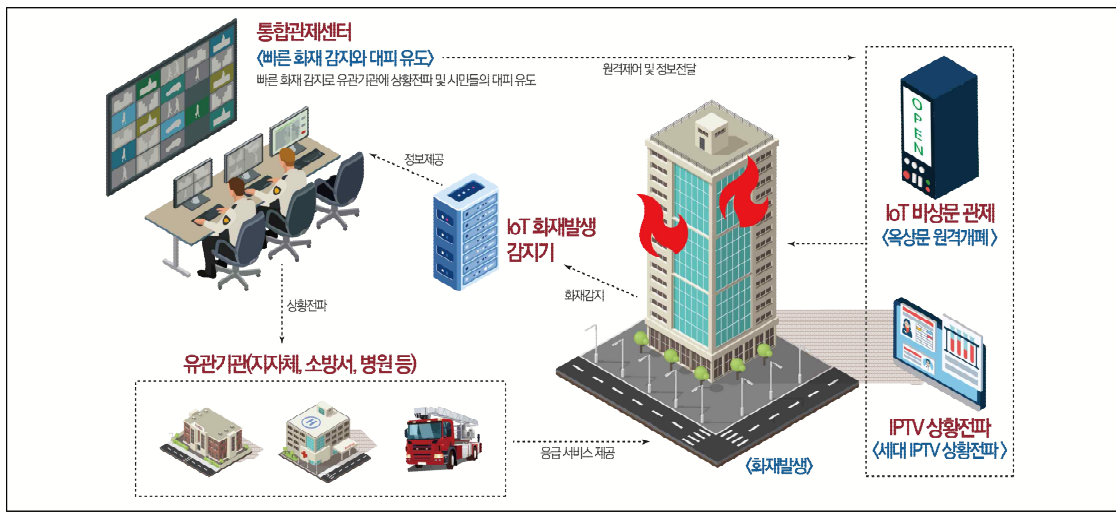 통합관제센터
<빠른 화재 감지와 대피 유도>
빠른 화재 감지로 유관기관에 상황전파 및 시민들의 대피 유도
원격제어 및 정보전달
OPEN
IoT 비상문 관제
<옥상문 원격개폐>
정보제공
IoT 화재발생
감지기
화재감지
상황전파
유관기관(지자체, 소방서, 병원 등)
H
응급 서비스 제공
<화재발생>
IPTV 상황전파
<세대 IPTV 상황전파>